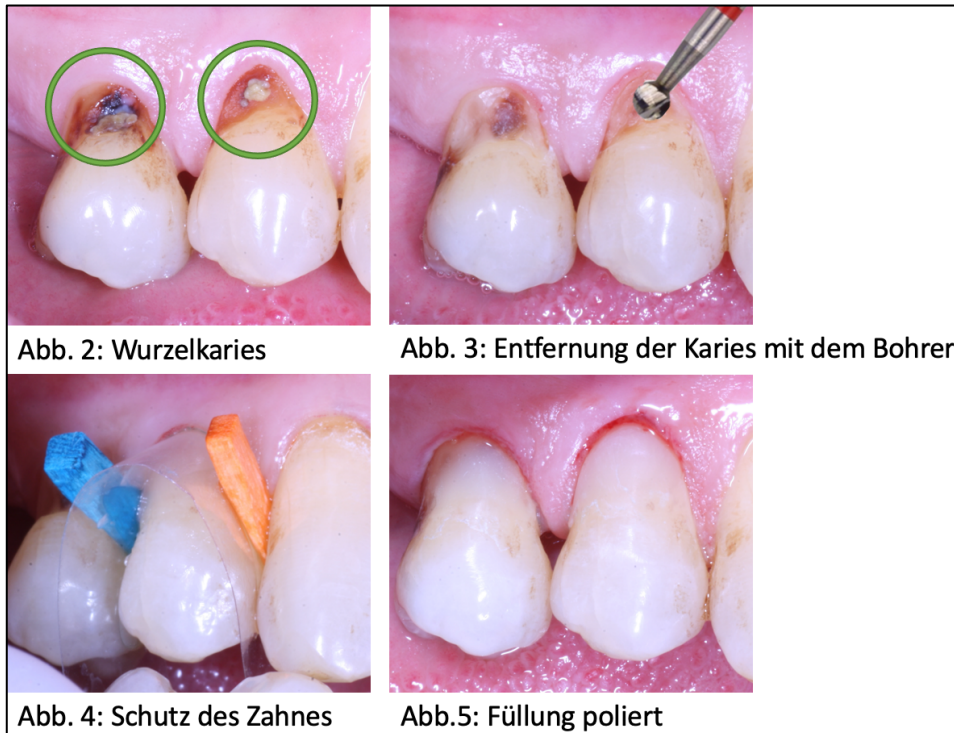 Abb. 2: Wurzelkaries
Abb. 3: Entfernung der Karies mit dem Bohrer
Abb. 4: Schutz des Zahnes
Abb.5: Füllung poliert